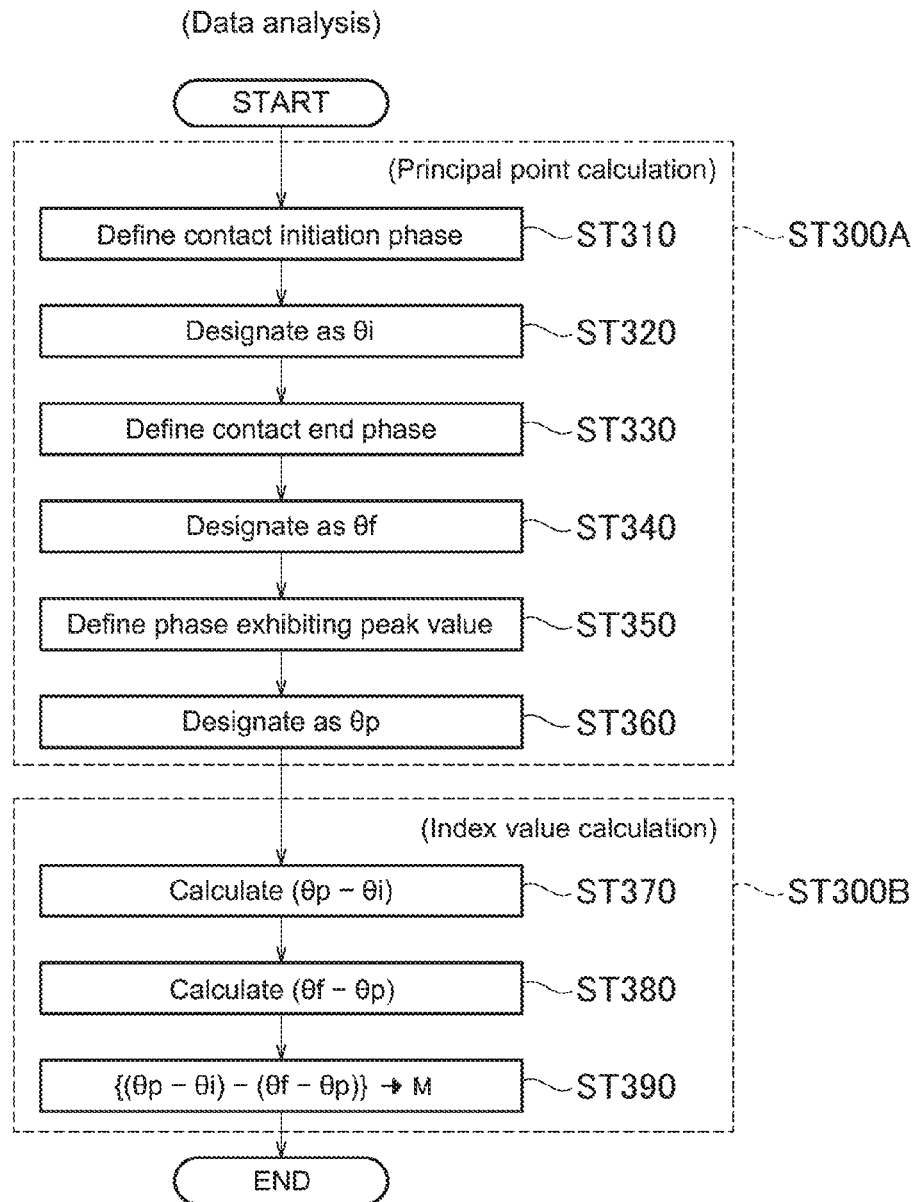 (Data analysis)
START
(Principal point calculation)
Define contact initiation phase
ST310
ST300A
Designate as θi
ST320
Define contact end phase
ST330
Designate as θf
ST340
Define phase exhibiting peak value
ST350
Designate as θp
ST360
(Index value calculation)
Calculate (θp − θi)
ST370
ST300B
Calculate (θf − θp)
ST380
{(θp − θi) − (θf − θp)} → M
ST390
END